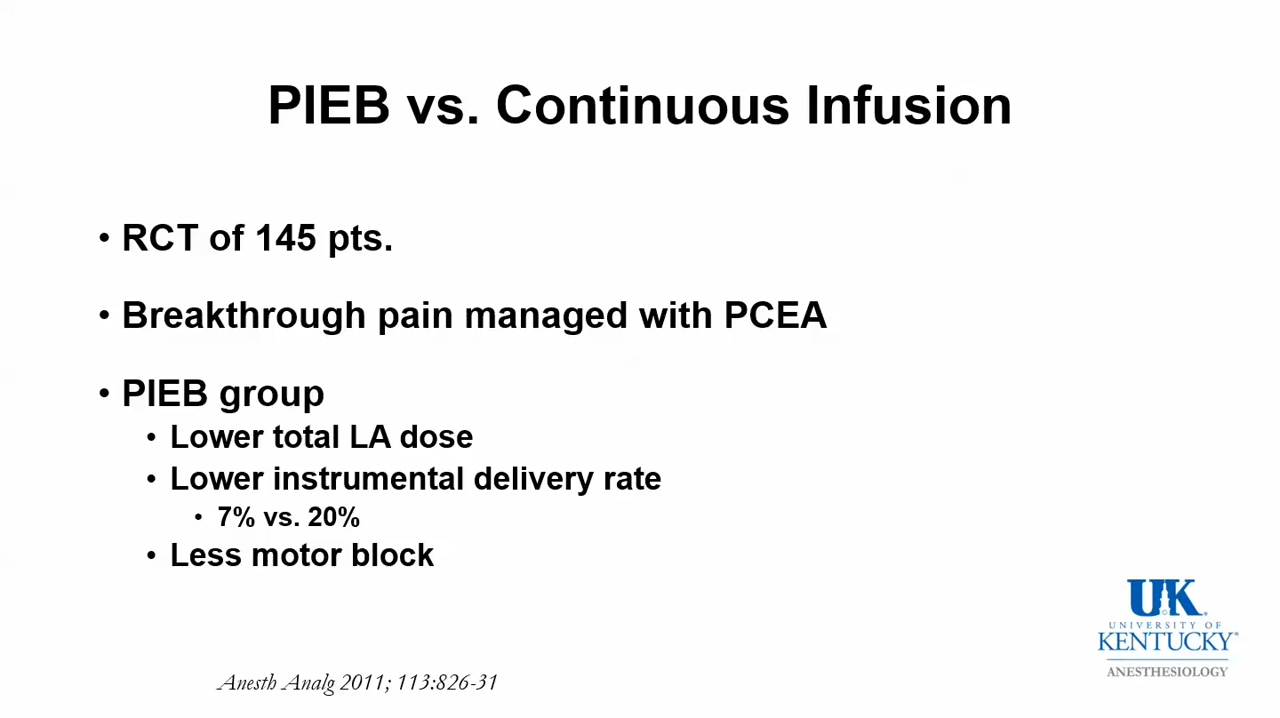 PIEB vs. Continuous Infusion
• RCT of 145 pts.
• Breakthrough pain managed with PCEA
• PIEB group
• Lower total LA dose
• Lower instrumental delivery rate
• 7% vs. 20%
• Less motor block
UK
UNIVERSITY OF
KENTUCKY
ANESTHESIOLOGY
Anesth Analg 2011; 113:826-31